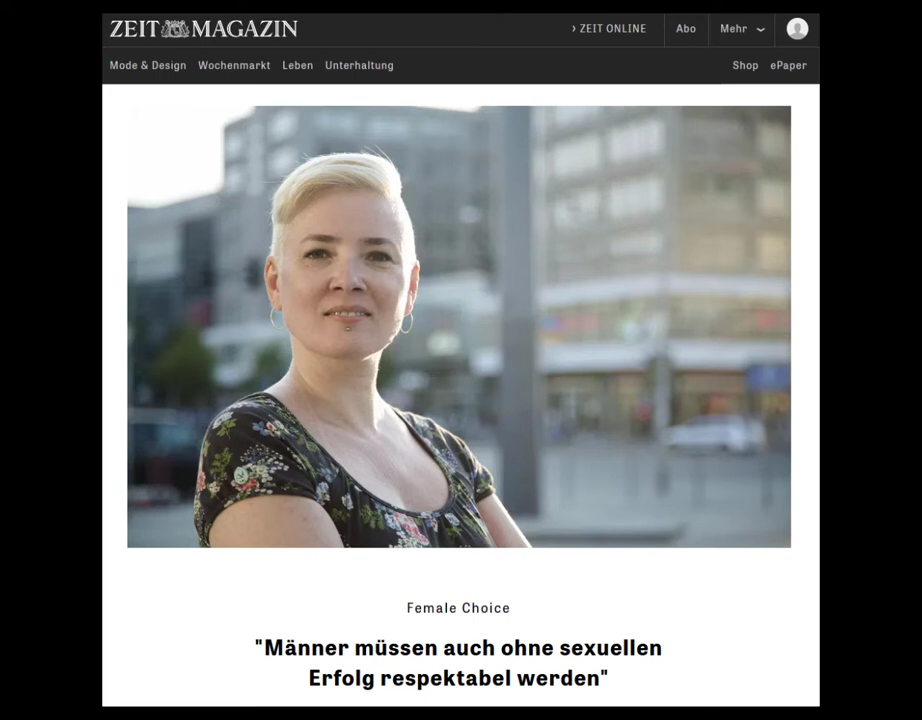 ZEIT MAGAZIN
› ZEIT ONLINE Abo Mehr
Mode & Design Wochenmarkt Leben Unterhaltung Shop ePaper
Female Choice
"Männer müssen auch ohne sexuellen
Erfolg respektabel werden"